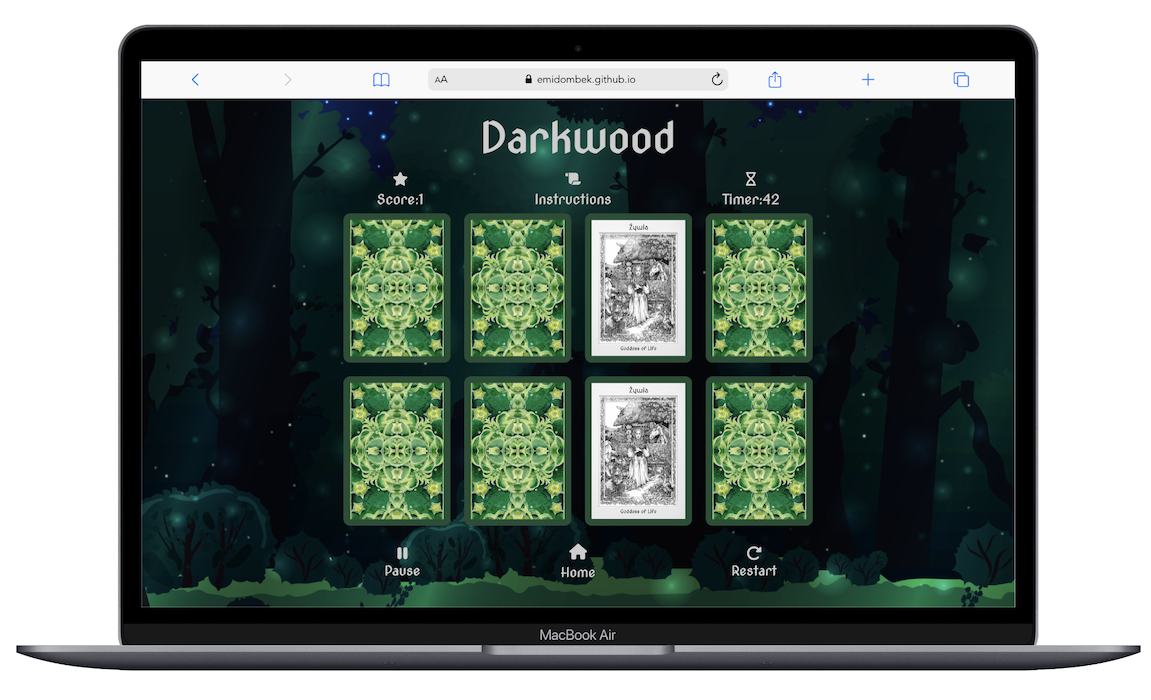 AA
emidombek.github.io
Darkwood
Score:1
Instructions
Timer:42
Żywia
Goddess of Life
Żywia
Goddess of Life
Pause
Home
Restart
MacBook Air